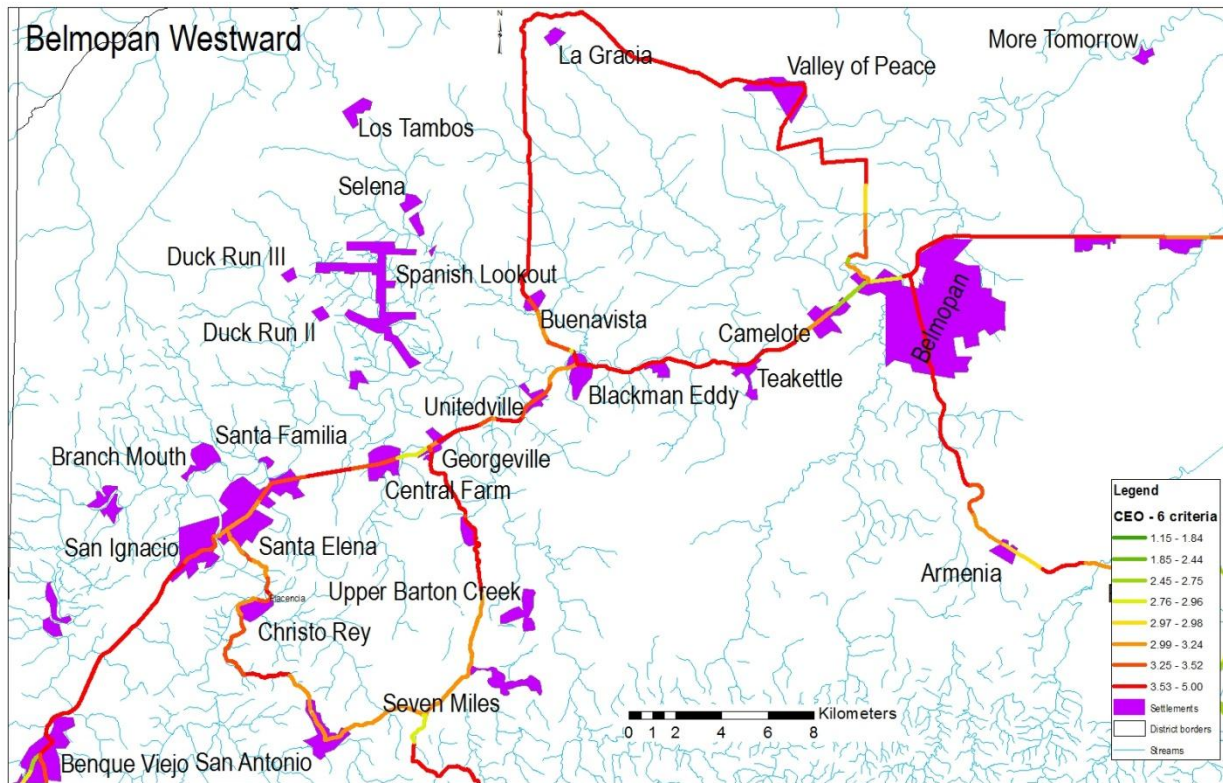 Belmopan Westward
N
La Gracia
More Tomorrow
Valley of Peace
Los Tambos
Selena
Duck Run III
Spanish Lookout
Buenavista
Duck Run II
Camelote
Belmopan
Teakettle
Blackman Eddy
Unitedville
Santa Familia
Branch Mouth
Georgeville
Central Farm
San Ignacio
Santa Elena
Armenia
Upper Barton Creek
Placencia
Christo Rey
Seven Miles
Benque Viejo
San Antonio
Kilometers
0 1 2 4 6 8
Legend
CEO - 6 criteria
1.15 - 1.84
1.85 - 2.44
2.45 - 2.75
2.76 - 2.96
2.97 - 2.98
2.99 - 3.24
3.25 - 3.52
3.53 - 5.00
Settlements
District borders
Streams